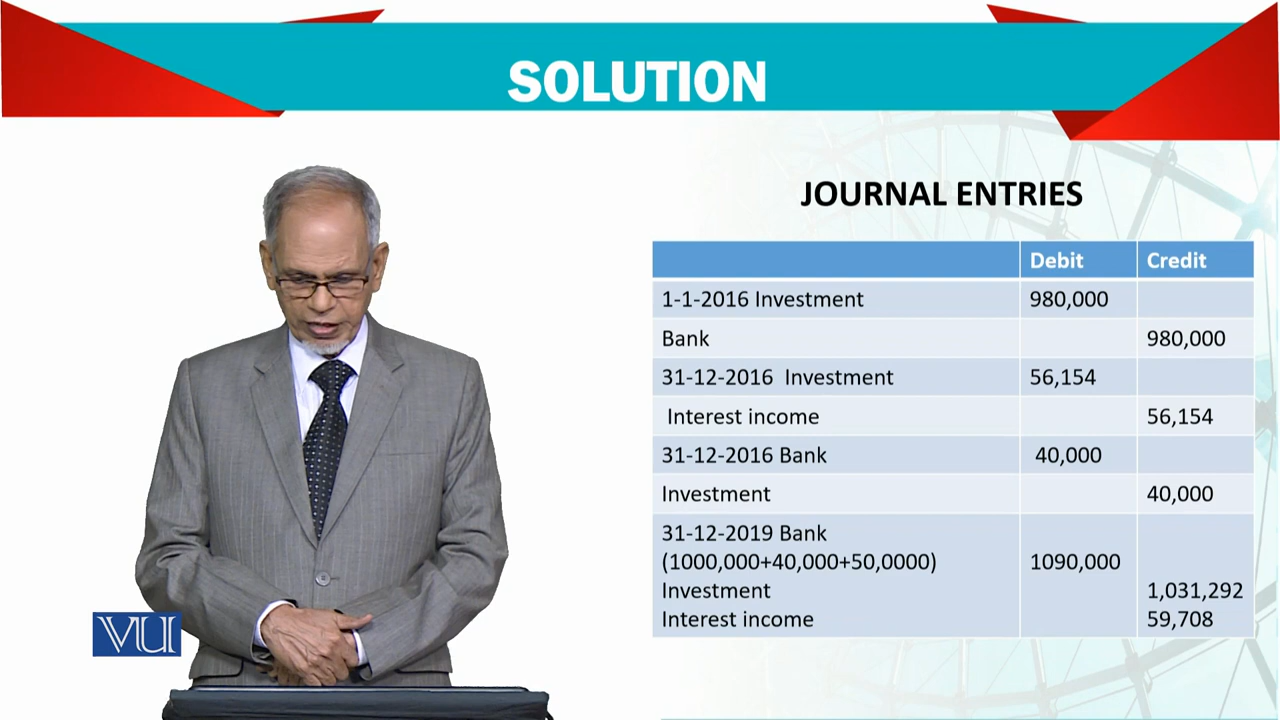 SOLUTION
JOURNAL ENTRIES
Debit Credit
1-1-2016 Investment 980,000
Bank 980,000
31-12-2016 Investment 56,154
Interest income 56,154
31-12-2016 Bank 40,000
Investment 40,000
31-12-2019 Bank
(1000,000+40,000+50,0000) 1090,000
Investment 1,031,292
Interest income 59,708
VU